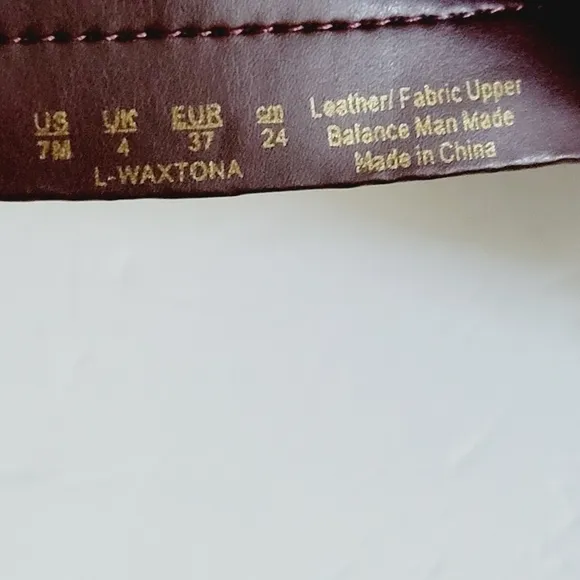 US UK EUR cm Leather/ Fabric Upper
7M 4 37 24 Balance Man Made
L-WAXTONA Made in China